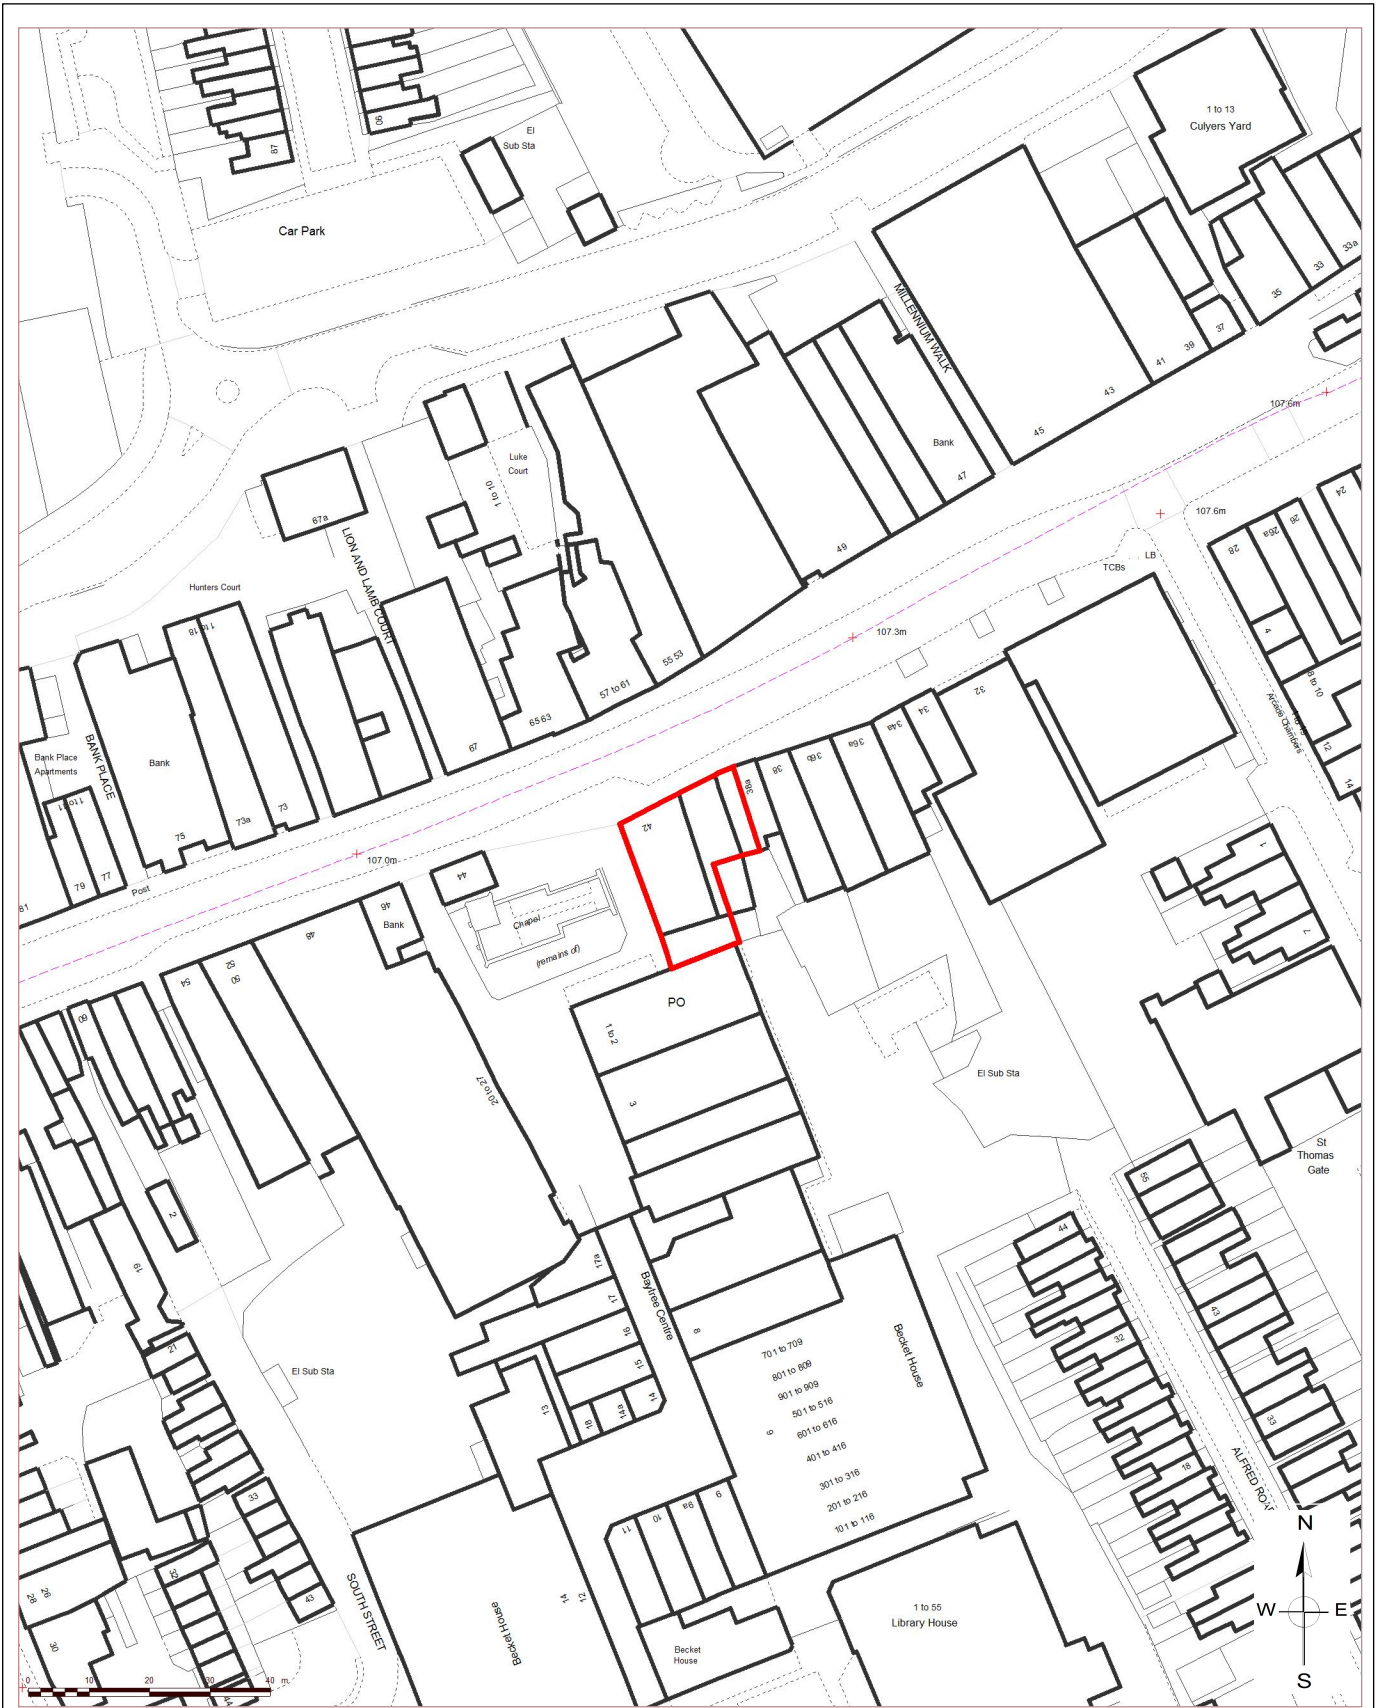 87
90
El
Sub Sta
1 to 13
Culyers Yard
Car Park
33a
33
35
37
39
41
43
45
MILLENNIUM WALK
Bank
47
49
107.6m
Luke
Court
1 to 10
67a
LION AND LAMB COURT
24
26
26a
28
107.6m
LB
TCBs
Hunters Court
1 to 18
107.3m
4
6 to 10
12
14
Arcade Chambers
55 53
57 to 61
65 63
67
32
34
34a
36a
36b
38
38a
42
Bank Place
Apartments
BANK PLACE
Bank
1 to 11
75
73a
73
77
79
81
Post
107.0m
44
46
Bank
Chapel
(remains of)
48
52
50
54
60
1
7
PO
1 to 2
3
20 to 27
El Sub Sta
St
Thomas
Gate
55
44
43
32
33
18
ALFRED ROAD
2
19
21
El Sub Sta
17a
17
16
15
14
14a
18
13
Baytree Centre
8
Becket House
701 to 709
801 to 809
901 to 909
501 to 516
601 to 616
401 to 416
301 to 316
201 to 216
101 to 116
9
9
9a
10
11
12
14
Becket House
Becket
House
1 to 55
Library House
SOUTH STREET
33
32
43
44
26
28
30
0 10 20 30 40 m
N
W E
S